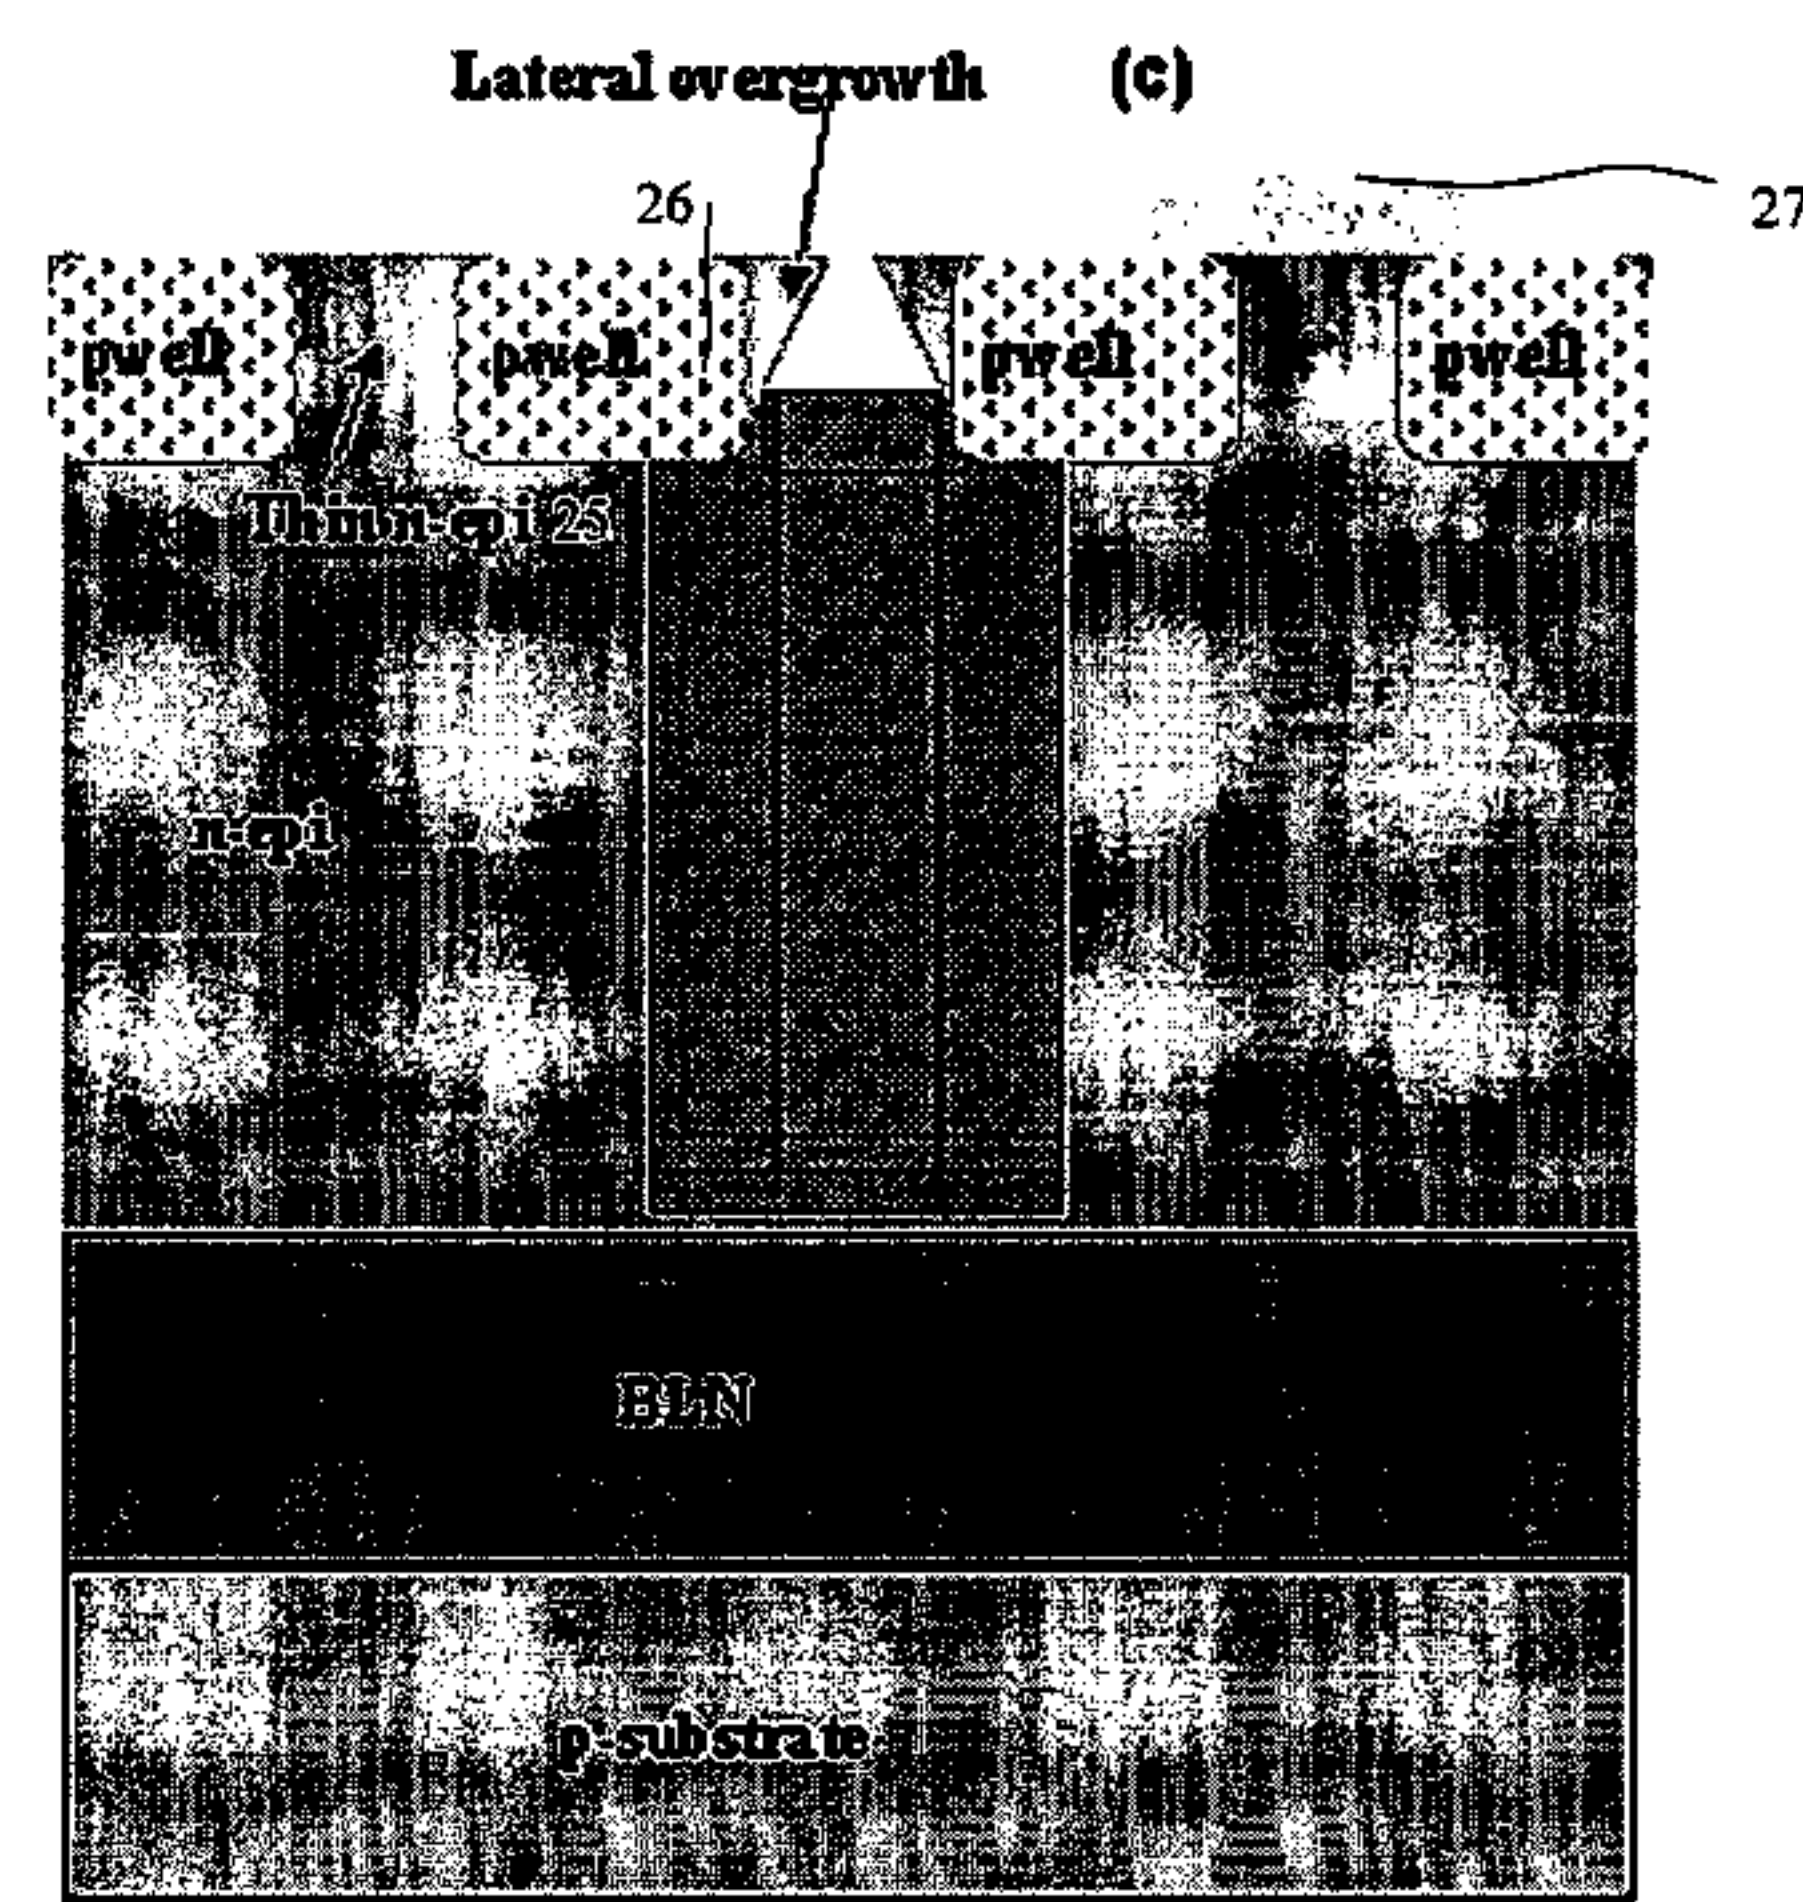 Lateral overgrowth (c)
26
27
pwell pwell pwell pwell
Thin n-epi 25
n-epi
BLN
p-substrate